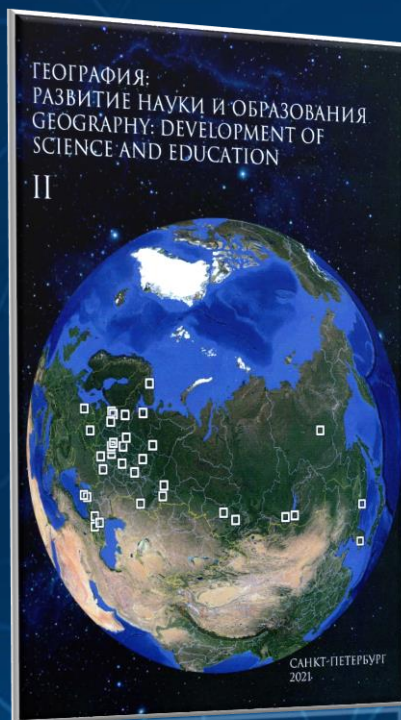 ГЕОГРАФИЯ:
РАЗВИТИЕ НАУКИ И ОБРАЗОВАНИЯ
GEOGRAPHY: DEVELOPMENT OF
SCIENCE AND EDUCATION
II
САНКТ-ПЕТЕРБУРГ
2021